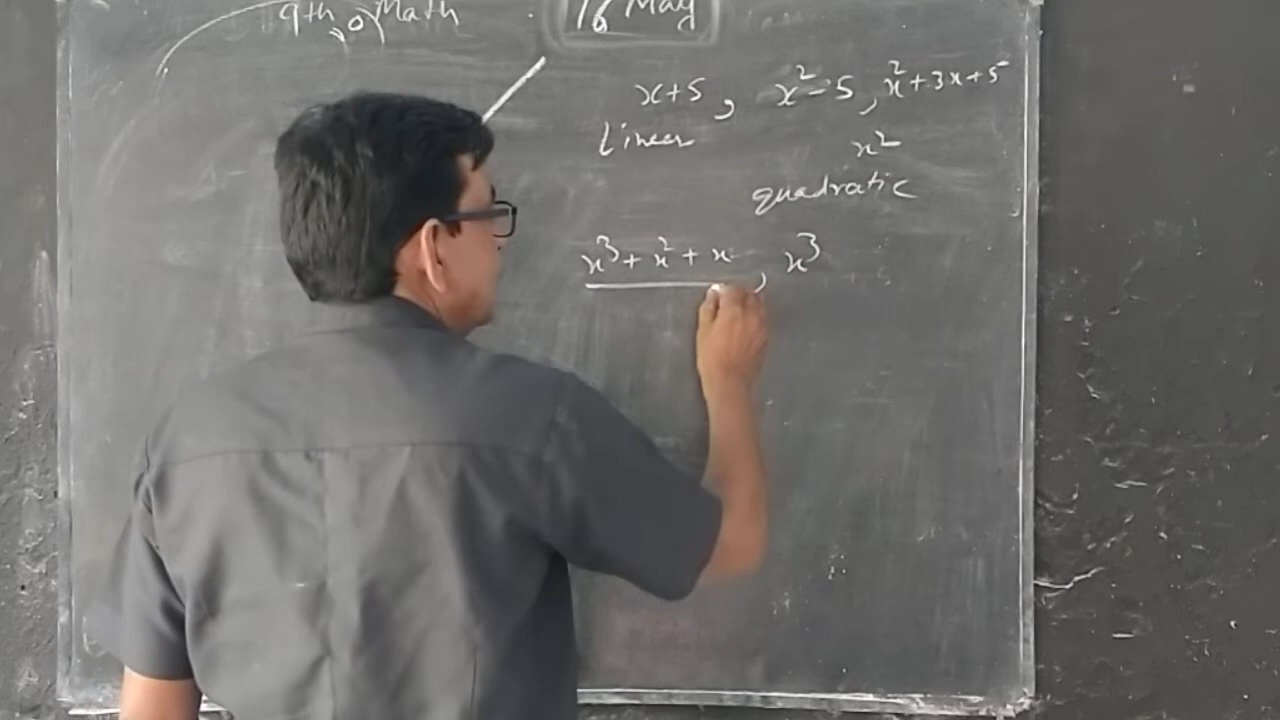 9th, Math
16 May
x+5, x²-5, x²+3x+5
Linear
x²
quadratic
x³+x²+x, x³